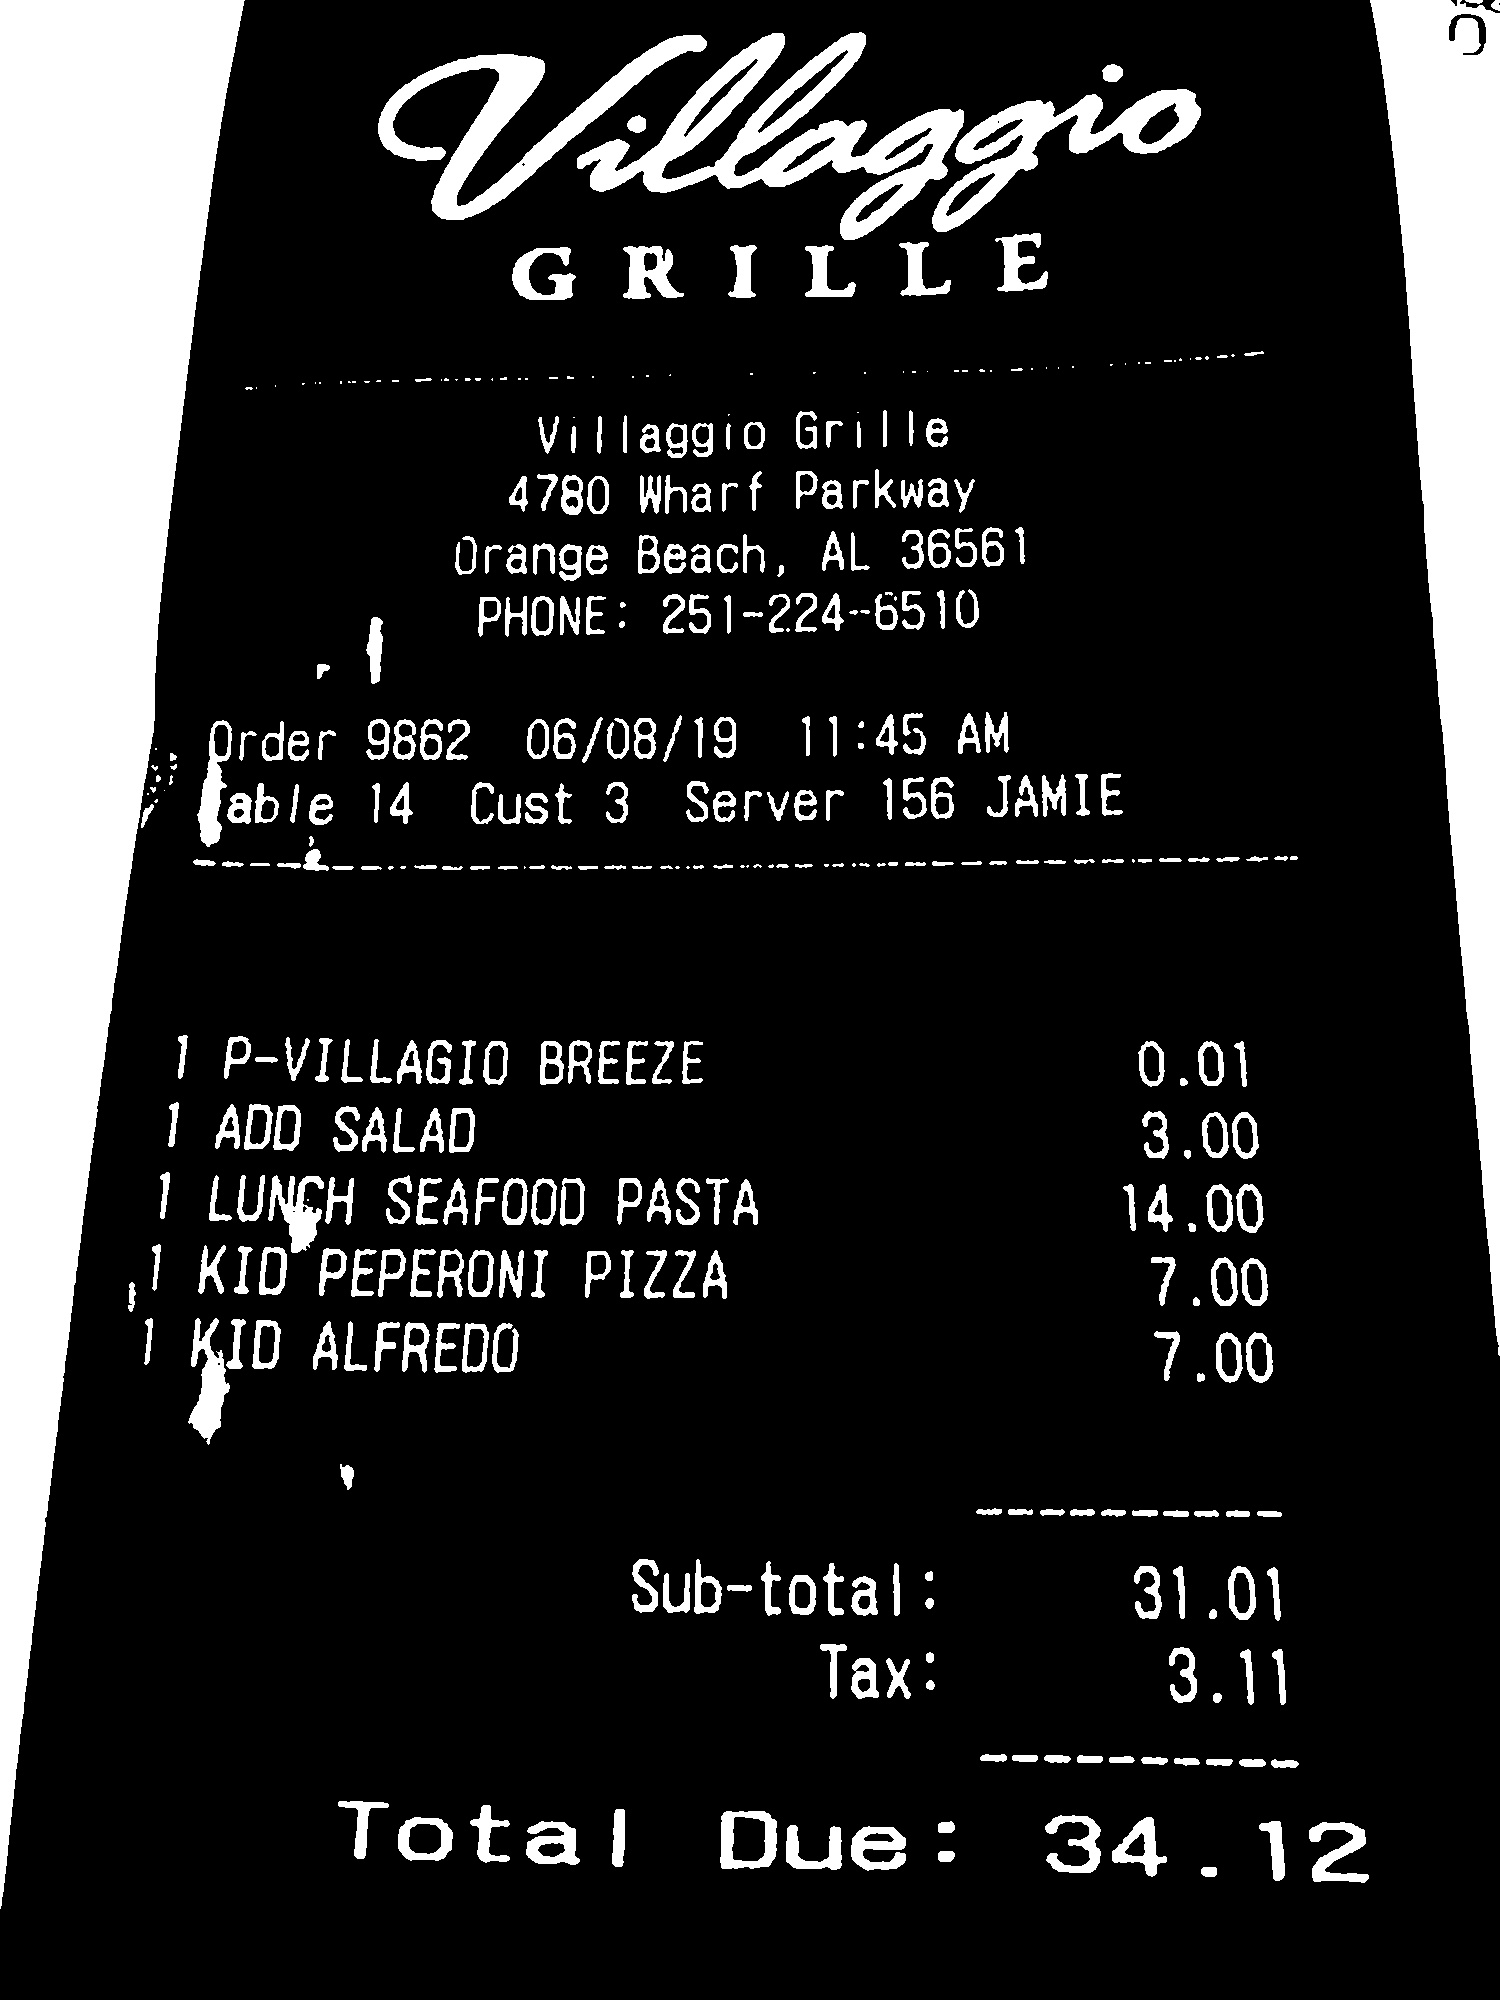 Villaggio
GRILLE
Villaggio Grille
4780 Wharf Parkway
Orange Beach, AL 36561
PHONE: 251-224-6510
Order 9862 06/08/19 11:45 AM
Table 14 Cust 3 Server 156 JAMIE
1 P-VILLAGIO BREEZE 0.01
1 ADD SALAD 3.00
1 LUNCH SEAFOOD PASTA 14.00
1 KID PEPERONI PIZZA 7.00
1 KID ALFREDO 7.00
Sub-total: 31.01
Tax: 3.11
Total Due: 34.12